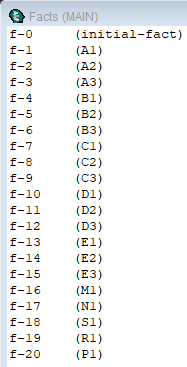 Facts (MAIN)
f-0 (initial-fact)
f-1 (A1)
f-2 (A2)
f-3 (A3)
f-4 (B1)
f-5 (B2)
f-6 (B3)
f-7 (C1)
f-8 (C2)
f-9 (C3)
f-10 (D1)
f-11 (D2)
f-12 (D3)
f-13 (E1)
f-14 (E2)
f-15 (E3)
f-16 (M1)
f-17 (N1)
f-18 (S1)
f-19 (R1)
f-20 (P1)